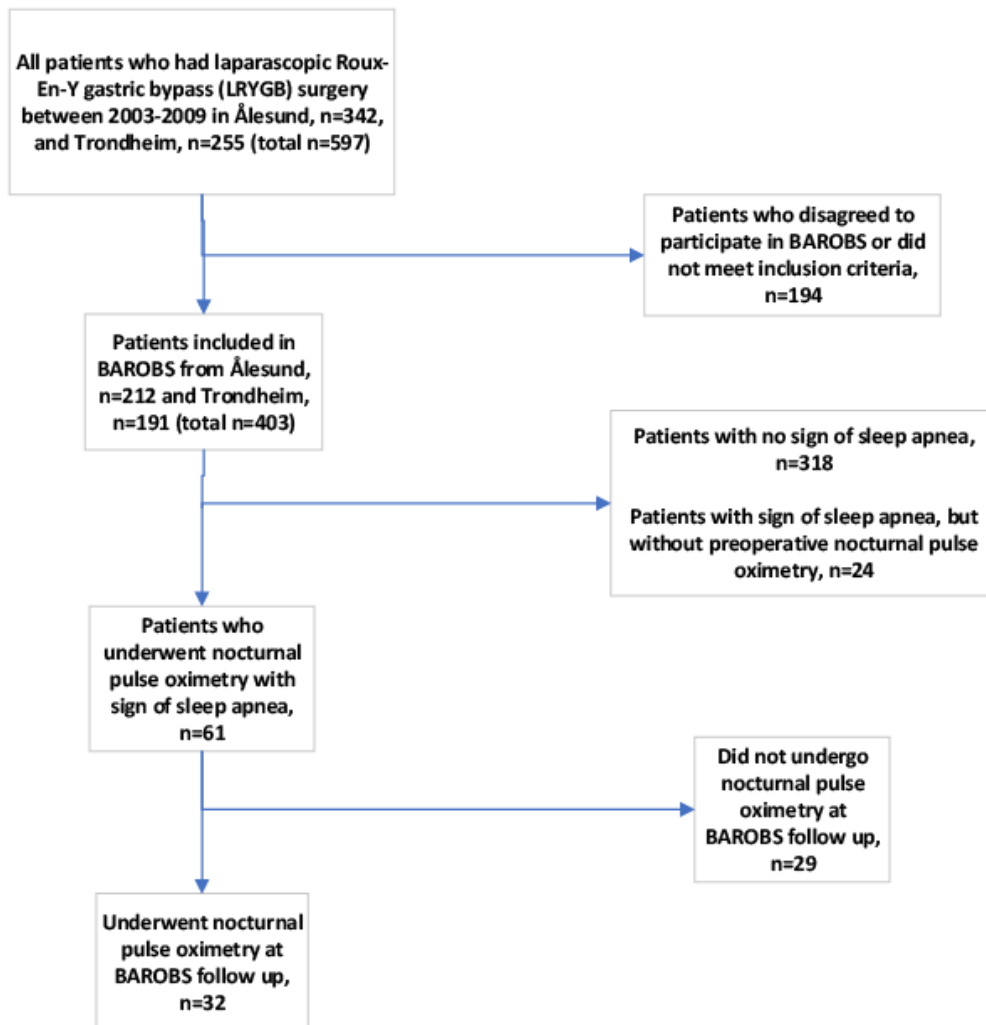 All patients who had laparascopic Roux-
En-Y gastric bypass (LRYGB) surgery
between 2003-2009 in Ålesund, n=342,
and Trondheim, n=255 (total n=597)
Patients who disagreed to
participate in BAROBS or did
not meet inclusion criteria,
n=194
Patients included in
BAROBS from Ålesund,
n=212 and Trondheim,
n=191 (total n=403)
Patients with no sign of sleep apnea,
n=318
Patients with sign of sleep apnea, but
without preoperative nocturnal pulse
oximetry, n=24
Patients who
underwent nocturnal
pulse oximetry with
sign of sleep apnea,
n=61
Did not undergo
nocturnal pulse
oximetry at
BAROBS follow up,
n=29
Underwent nocturnal
pulse oximetry at
BAROBS follow up,
n=32